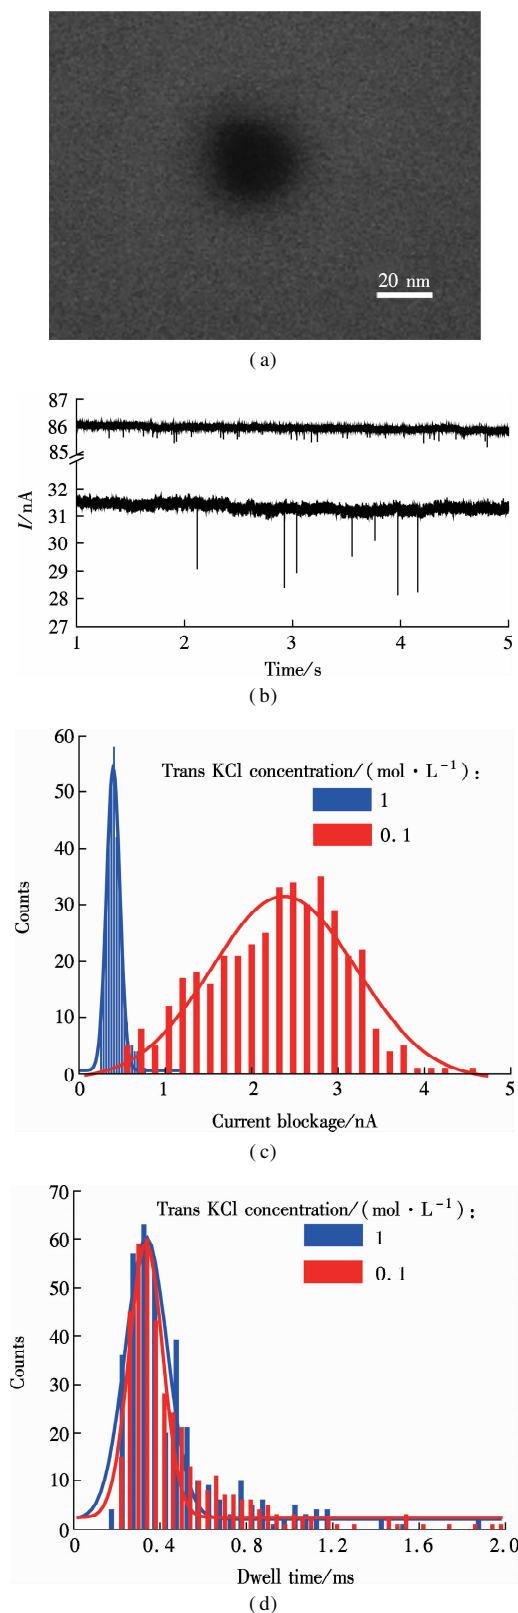 20 nm
(a)
87
86
85
32
31
30
29
28
27
I/nA
1 2 3 4 5
Time/s
(b)
60
50
40
30
20
10
0
Counts
Trans KCl concentration/(mol·L⁻¹):
1
0.1
0 1 2 3 4 5
Current blockage/nA
(c)
70
60
50
40
30
20
10
0
Counts
Trans KCl concentration/(mol·L⁻¹):
1
0.1
0 0.4 0.8 1.2 1.6 2.0
Dwell time/ms
(d)